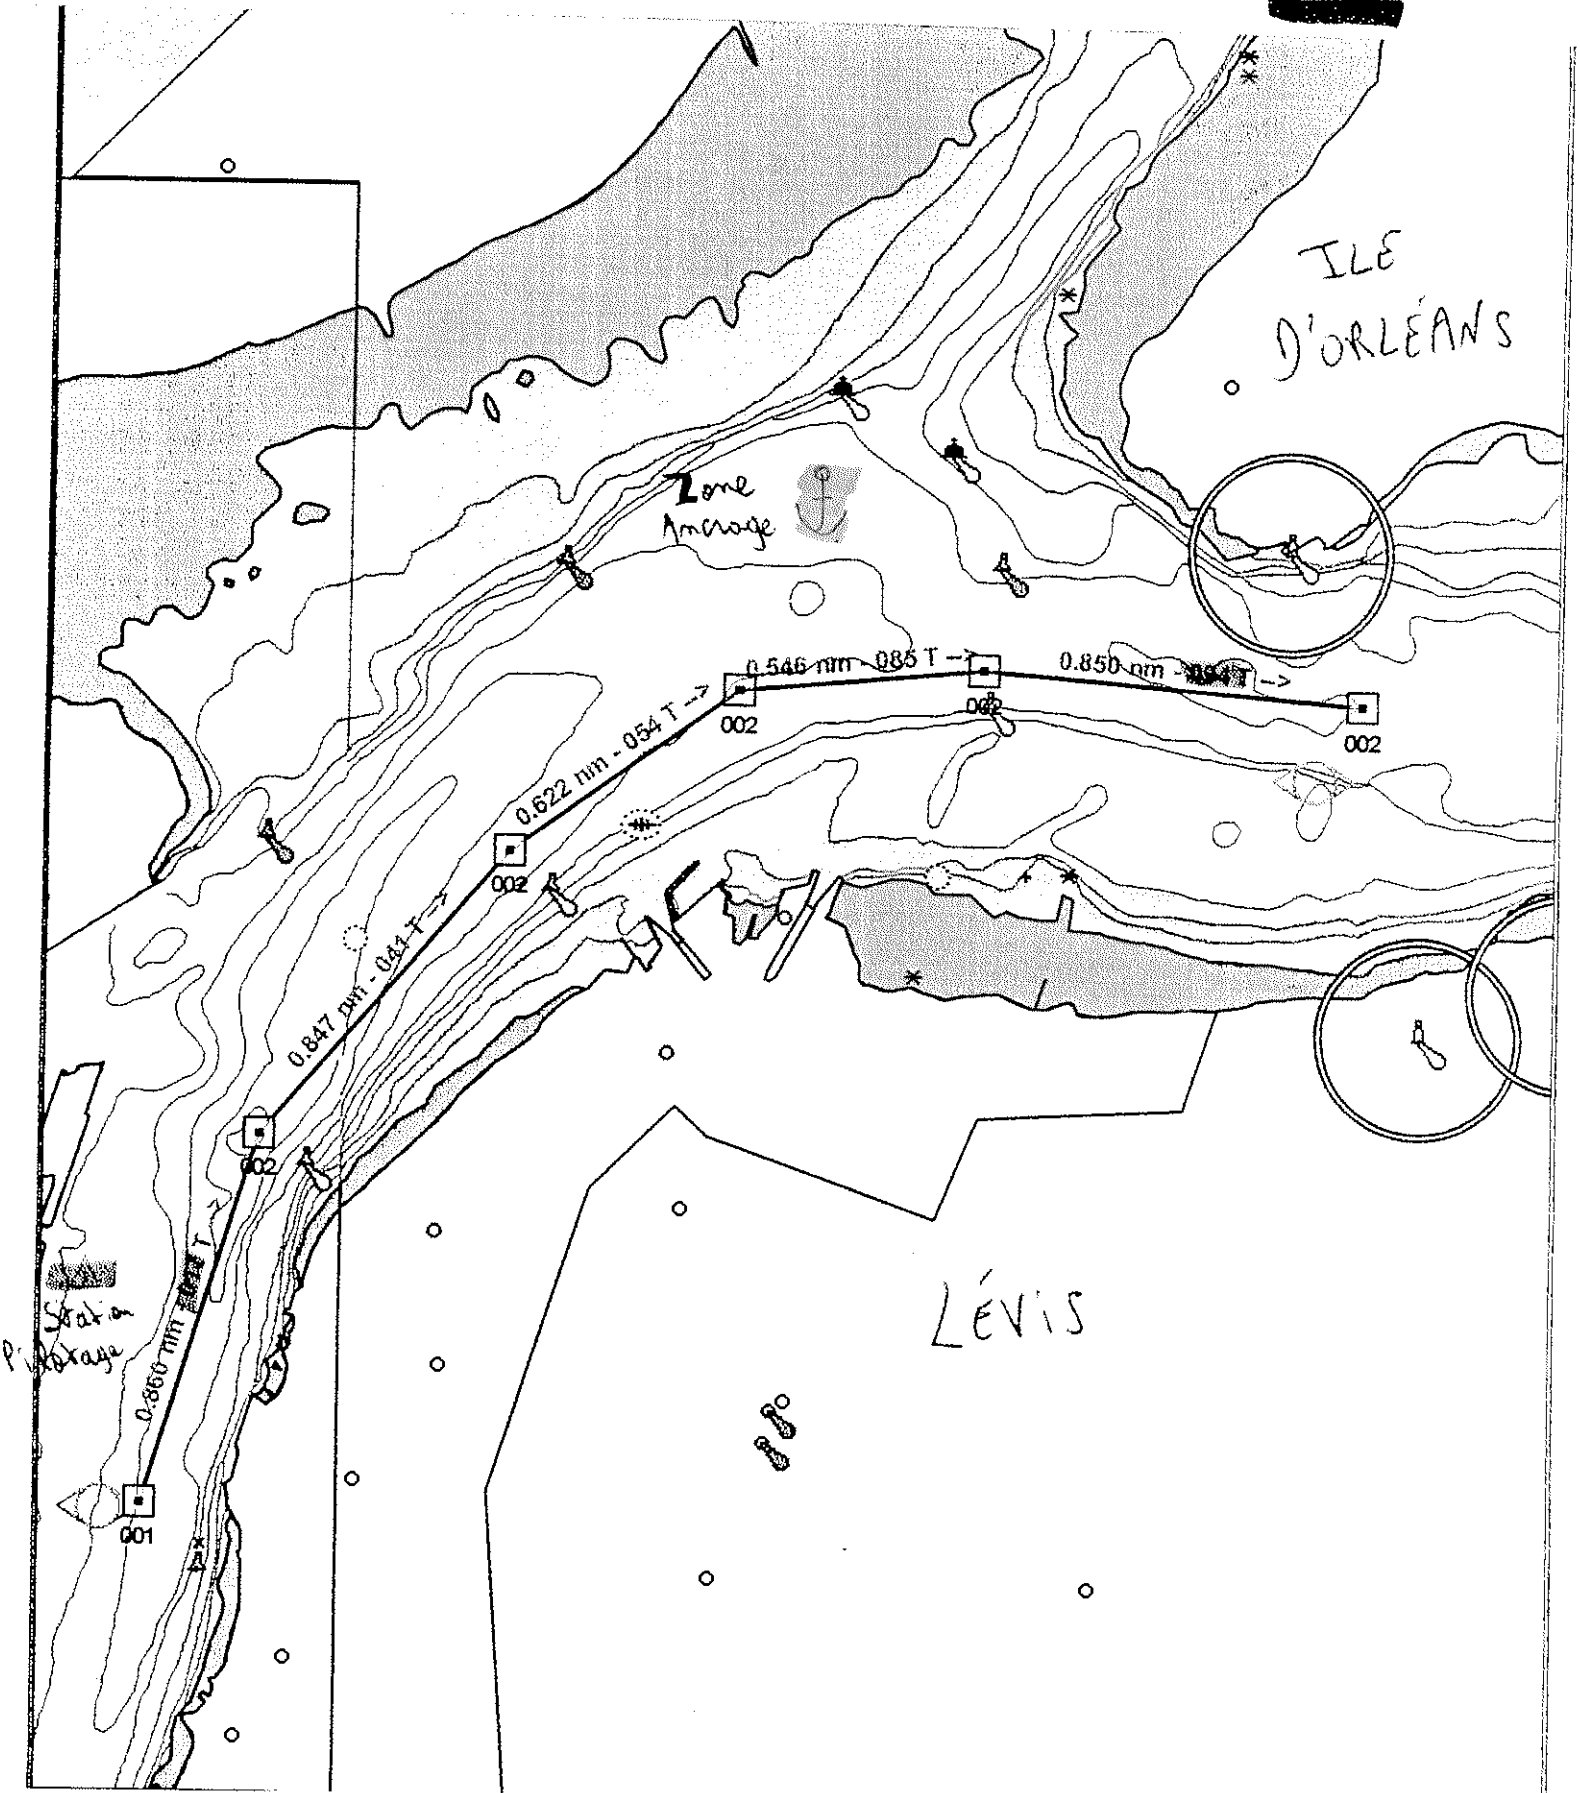 ILE
D'ORLÉANS
Zone
Ancrage
0.546 nm - 085 T -->
0.850 nm - 094 T -->
002
002
002
0.622 nm - 054 T -->
002
0.847 nm - 041 T -->
002
Station
Pilotage
0.860 nm
T -->
LÉVIS
001